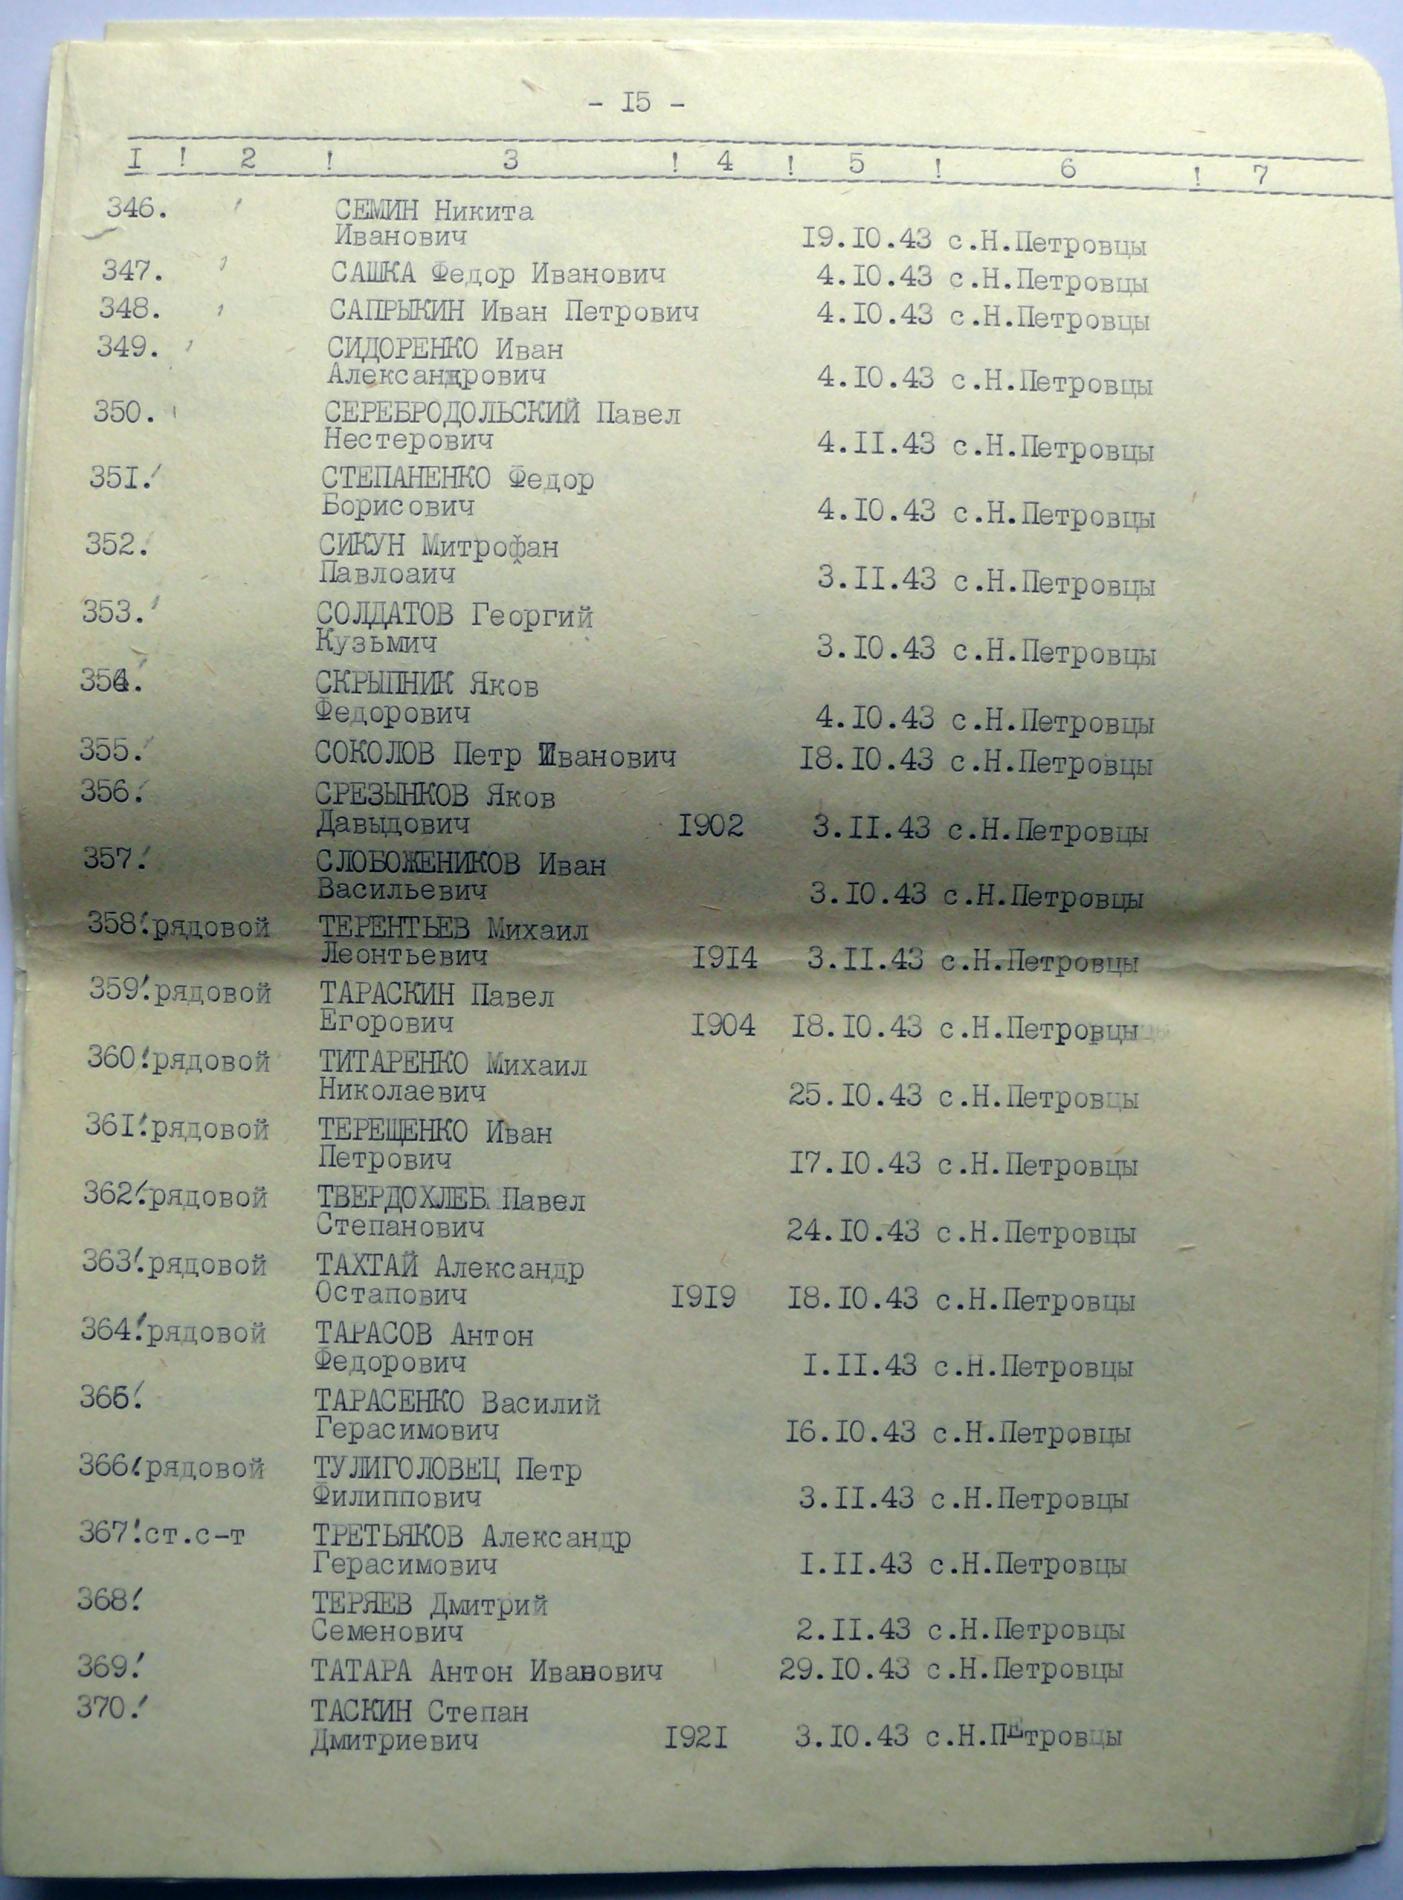 - I5 -
I ! 2 ! 3 ! 4 ! 5 ! 6 ! 7
346. СЕМИН Никита
Иванович I9.I0.43 с.Н.Петровцы
347. САШКА Федор Иванович 4.I0.43 с.Н.Петровцы
348. САПРЫКИН Иван Петрович 4.I0.43 с.Н.Петровцы
349. СИДОРЕНКО Иван
Александрович 4.I0.43 с.Н.Петровцы
350. СЕРЕБРОДОЛЬСКИЙ Павел
Нестерович 4.II.43 с.Н.Петровцы
35I. СТЕПАНЕНКО Федор
Борисович 4.I0.43 с.Н.Петровцы
352. СИКУН Митрофан
Павлоаич 3.II.43 с.Н.Петровцы
353. СОЛДАТОВ Георгий
Кузьмич 3.I0.43 с.Н.Петровцы
354. СКРЫПНИК Яков
Федорович 4.I0.43 с.Н.Петровцы
355. СОКОЛОВ Петр Иванович I8.I0.43 с.Н.Петровцы
356. СРЕЗЫНКОВ Яков
Давыдович I902 3.II.43 с.Н.Петровцы
357. СЛОБОЖЕНИКОВ Иван
Васильевич 3.I0.43 с.Н.Петровцы
358. рядовой ТЕРЕНТЬЕВ Михаил
Леонтьевич I9I4 3.II.43 с.Н.Петровцы
359. рядовой ТАРАСКИН Павел
Егорович I904 I8.I0.43 с.Н.Петровцы
360. рядовой ТИТАРЕНКО Михаил
Николаевич 25.I0.43 с.Н.Петровцы
36I. рядовой ТЕРЕЩЕНКО Иван
Петрович I7.I0.43 с.Н.Петровцы
362. рядовой ТВЕРДОХЛЕБ Павел
Степанович 24.I0.43 с.Н.Петровцы
363. рядовой ТАХТАЙ Александр
Остапович I9I9 I8.I0.43 с.Н.Петровцы
364. рядовой ТАРАСОВ Антон
Федорович I.II.43 с.Н.Петровцы
365. ТАРАСЕНКО Василий
Герасимович I6.I0.43 с.Н.Петровцы
366. рядовой ТУЛИГОЛОВЕЦ Петр
Филиппович 3.II.43 с.Н.Петровцы
367. ст.с-т ТРЕТЬЯКОВ Александр
Герасимович I.II.43 с.Н.Петровцы
368. ТЕРЯЕВ Дмитрий
Семенович 2.II.43 с.Н.Петровцы
369. ТАТАРА Антон Иванович 29.I0.43 с.Н.Петровцы
370. ТАСКИН Степан
Дмитриевич I92I 3.I0.43 с.Н.ПЕтровцы